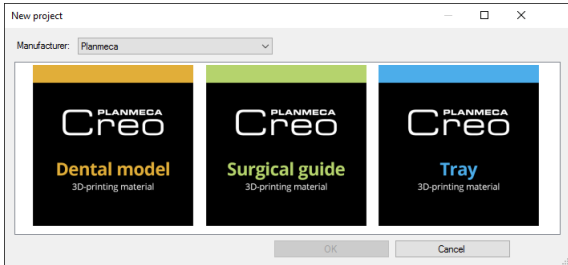 New project
Manufacturer: Planmeca
PLANMECA
Creo
Dental model
3D-printing material
PLANMECA
Creo
Surgical guide
3D-printing material
PLANMECA
Creo
Tray
3D-printing material
OK Cancel